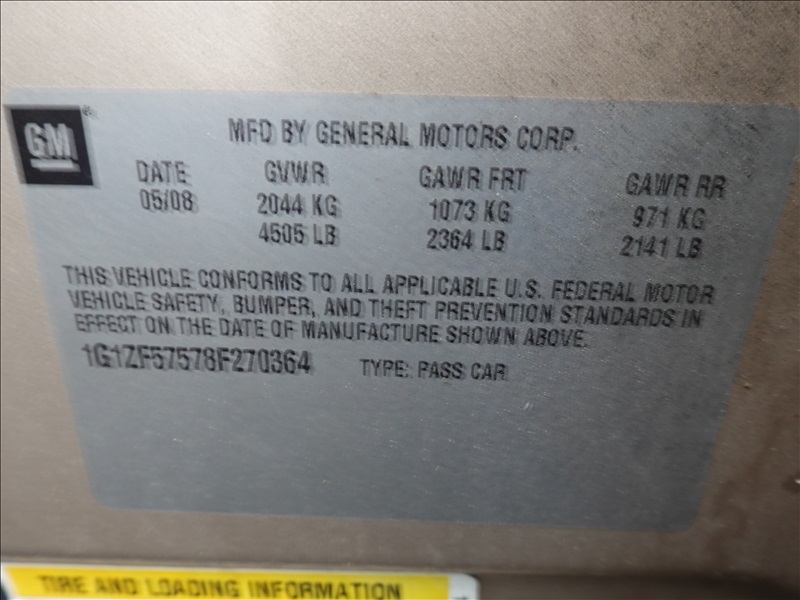 GM
MFD BY GENERAL MOTORS CORP.
DATE GVWR GAWR FRT GAWR RR
05/08 2044 KG 1073 KG 971 KG
4505 LB 2364 LB 2141 LB
THIS VEHICLE CONFORMS TO ALL APPLICABLE U.S. FEDERAL MOTOR
VEHICLE SAFETY, BUMPER, AND THEFT PREVENTION STANDARDS IN
EFFECT ON THE DATE OF MANUFACTURE SHOWN ABOVE.
1G1ZF57578F270364 TYPE: PASS CAR
TIRE AND LOADING INFORMATION